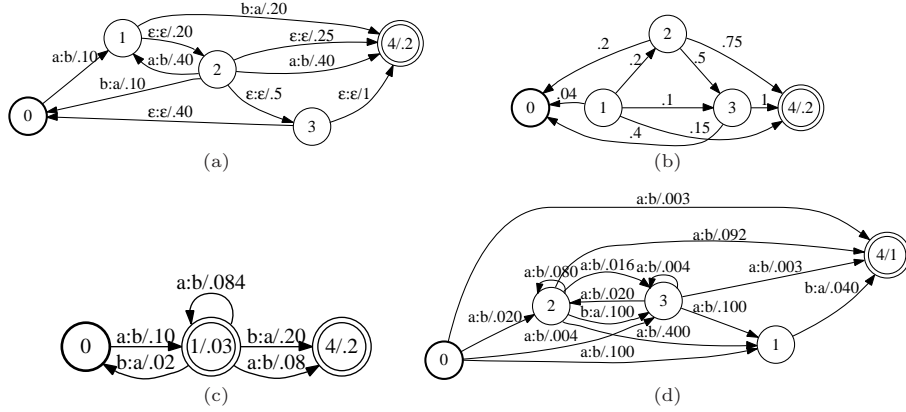 b:a/.20
1
ε:ε/.20
ε:ε/.25
4/.2
a:b/.10
a:b/.40
2
a:b/.40
b:a/.10
ε:ε/.5
ε:ε/1
0
ε:ε/.40
3
(a)
2
.2
.75
.2
.5
0
.04
1
.1
3
1
4/.2
.4
.15
(b)
a:b/.084
0
a:b/.10
1/.03
b:a/.20
4/.2
b:a/.02
a:b/.08
(c)
a:b/.003
a:b/.092
4/1
a:b/.080
a:b/.016
a:b/.004
a:b/.003
2
a:b/.020
3
b:a/.040
a:b/.020
b:a/.100
a:b/.100
a:b/.004
a:b/.400
1
0
a:b/.100
(d)